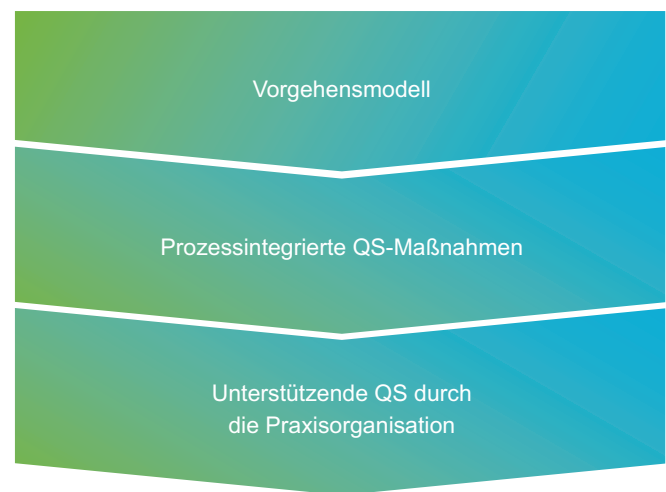 Vorgehensmodell
Prozessintegrierte QS-Maßnahmen
Unterstützende QS durch
die Praxisorganisation